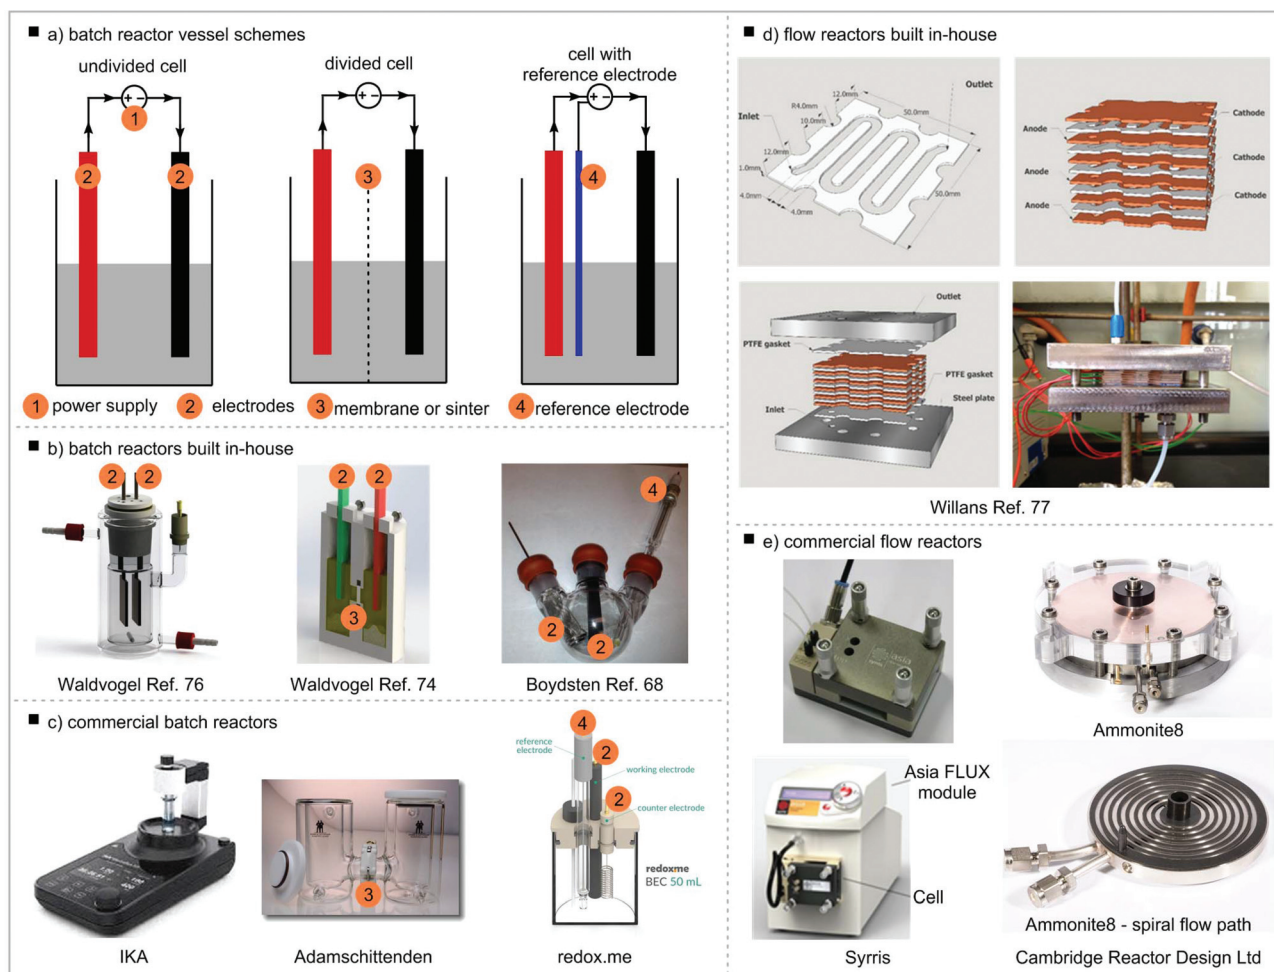 a) batch reactor vessel schemes
undivided cell
divided cell
cell with
reference electrode
+ -
1
2
2
+ -
3
+ -
4
1 power supply
2 electrodes
3 membrane or sinter
4 reference electrode
b) batch reactors built in-house
2
2
Waldvogel Ref. 76
2
2
3
Waldvogel Ref. 74
4
2
2
Boydsten Ref. 68
c) commercial batch reactors
IKA
3
Adamschittenden
4
reference
electrode
2
working electrode
2
counter electrode
redoxme
BEC 50 mL
redox.me
d) flow reactors built in-house
Outlet
12.0mm
R4.0mm
50.0mm
Inlet
10.0mm
12.0mm
1.0mm
4.0mm
4.0mm
50.0mm
Cathode
Anode
Cathode
Anode
Cathode
Anode
Outlet
PTFE gasket
PTFE gasket
Steel plate
Inlet
Willans Ref. 77
e) commercial flow reactors
asia
Ammonite8
Asia FLUX
module
Cell
Syrris
Ammonite8 - spiral flow path
Cambridge Reactor Design Ltd